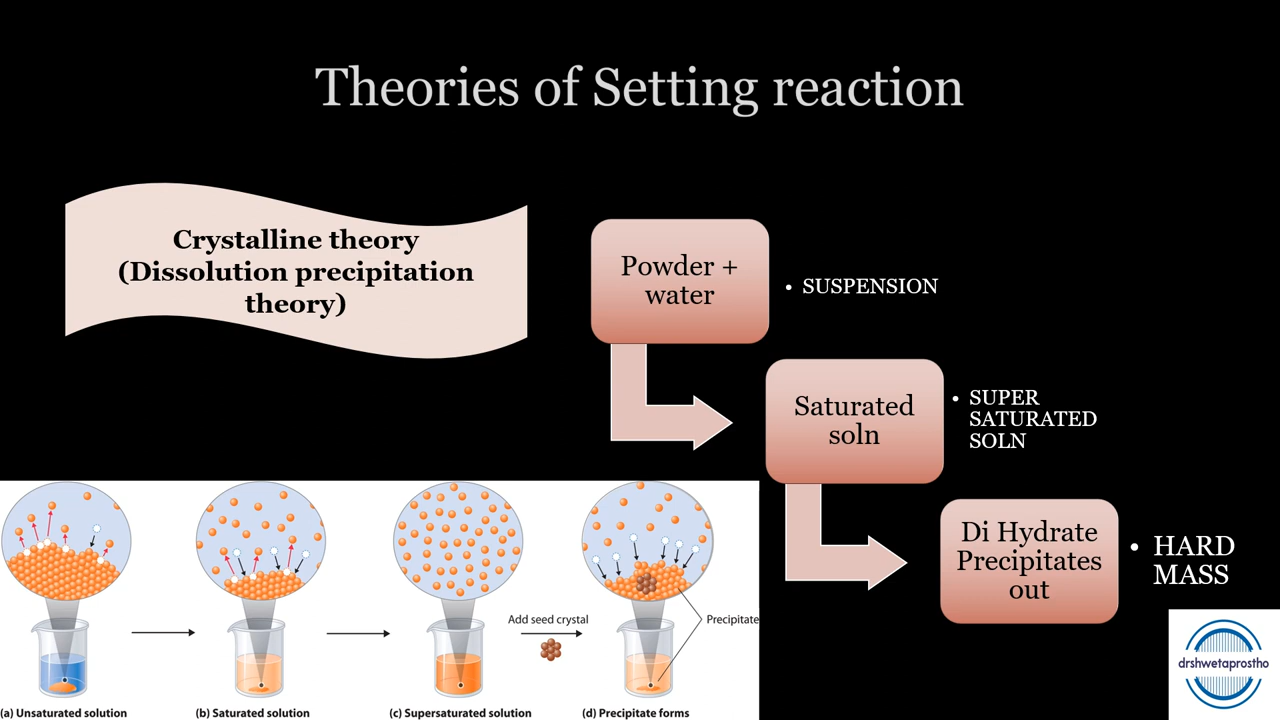 Theories of Setting reaction
Crystalline theory
(Dissolution precipitation
theory)
Powder +
water
• SUSPENSION
Saturated
soln
• SUPER
SATURATED
SOLN
Di Hydrate
Precipitates
out
• HARD
MASS
Add seed crystal
Precipitate
(a) Unsaturated solution
(b) Saturated solution
(c) Supersaturated solution
(d) Precipitate forms
drshwetaprostho